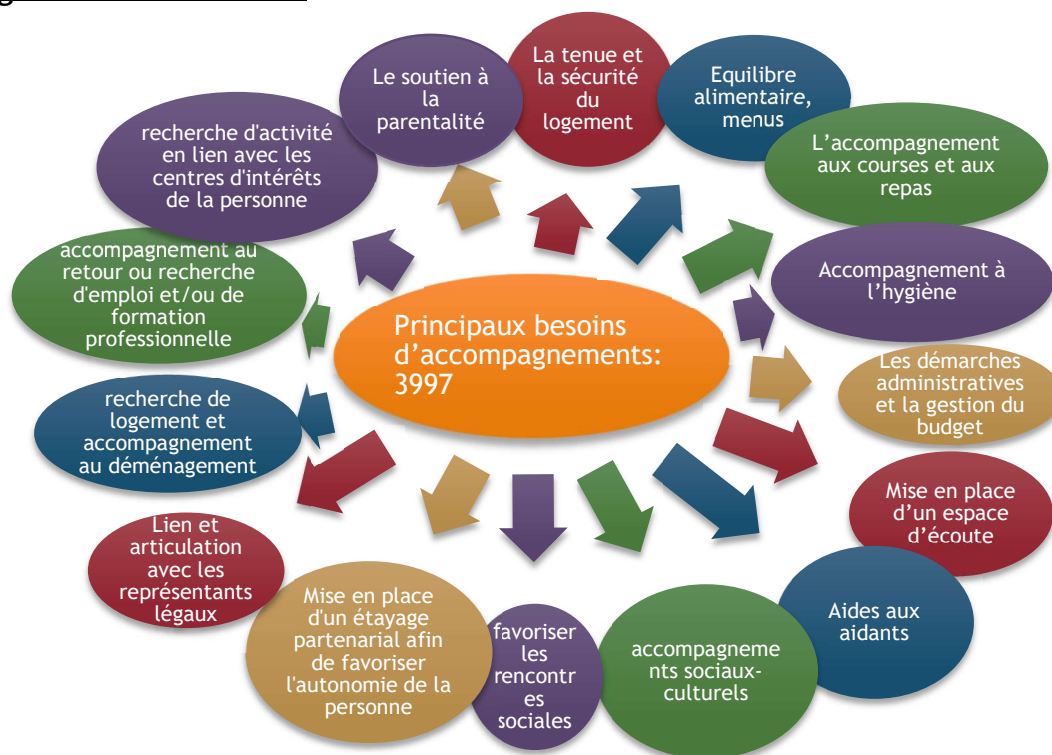 Le soutien à
la
parentalité
La tenue et
la sécurité
du
logement
Equilibre
alimentaire,
menus
L’accompagnement
aux courses et aux
repas
Accompagnement à
l’hygiène
Les démarches
administratives
et la gestion du
budget
Mise en place
d’un espace
d’écoute
Aides aux
aidants
accompagneme
nts sociaux-
culturels
favoriser
les
rencontr
es
sociales
Mise en place
d'un étayage
partenarial afin
de favoriser
l'autonomie de la
personne
Lien et
articulation
avec les
représentants
légaux
recherche de
logement et
accompagnement
au déménagement
accompagnement au
retour ou recherche
d'emploi et/ou de
formation
professionnelle
recherche d'activité
en lien avec les
centres d'intérêts
de la personne
Principaux besoins
d’accompagnements:
3997